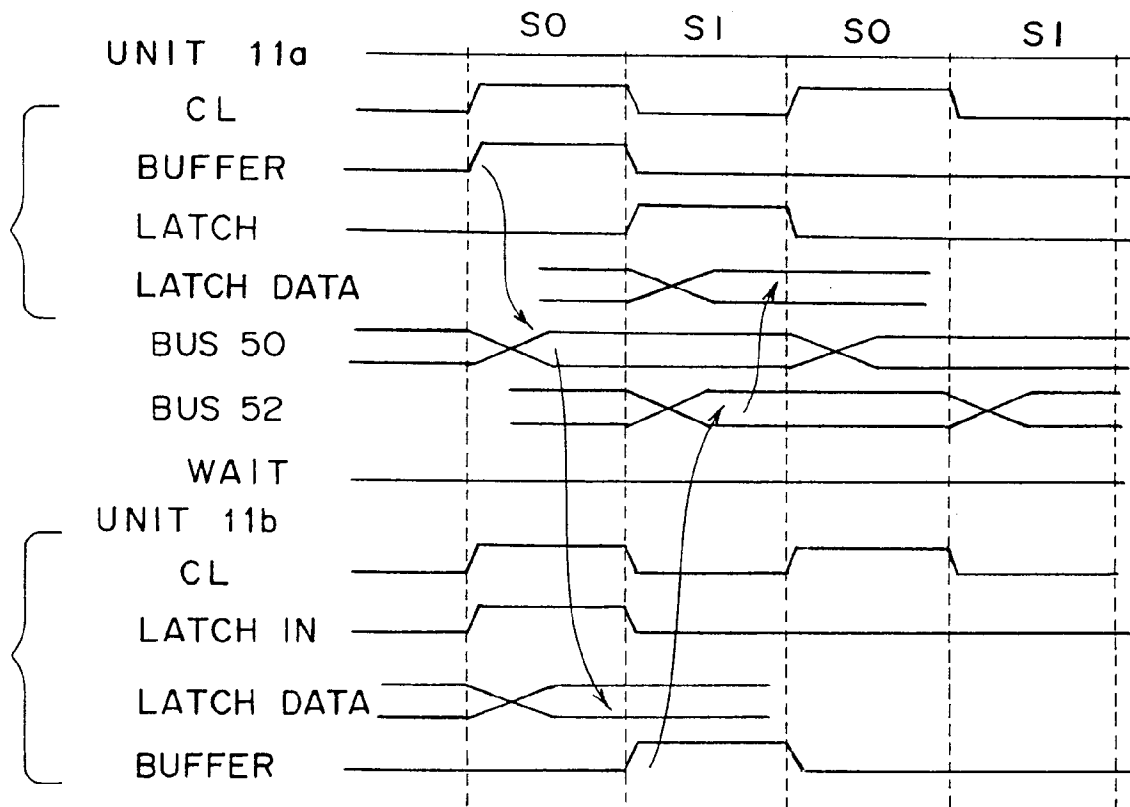 S0 S1 S0 S1
UNIT 11a
CL
BUFFER
LATCH
LATCH DATA
BUS 50
BUS 52
WAIT
UNIT 11b
CL
LATCH IN
LATCH DATA
BUFFER